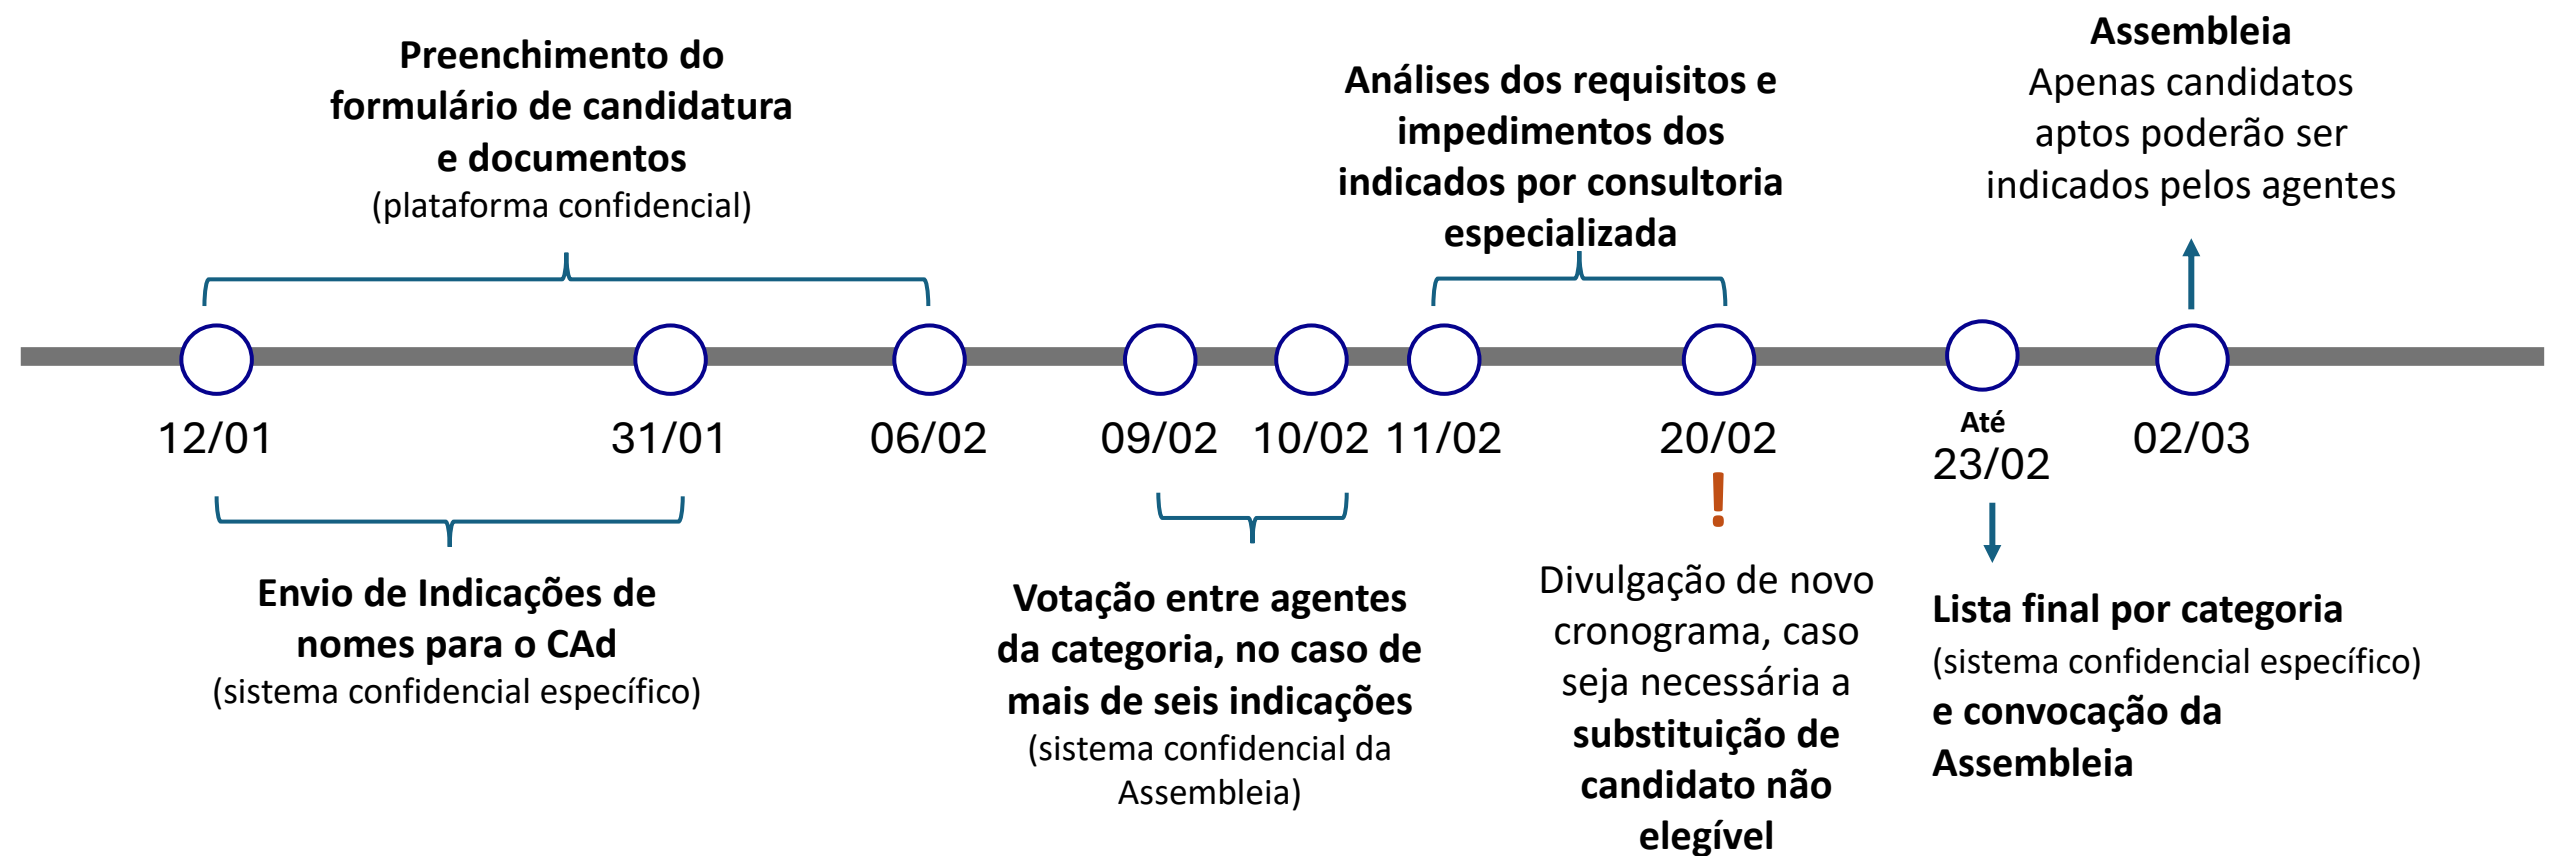 Preenchimento do
formulário de candidatura
e documentos
(plataforma confidencial)
Análises dos requisitos e
impedimentos dos
indicados por consultoria
especializada
Assembleia
Apenas candidatos
aptos poderão ser
indicados pelos agentes
12/01
31/01
06/02
09/02
10/02
11/02
20/02
Até
23/02
02/03
!
Envio de Indicações de
nomes para o CAd
(sistema confidencial específico)
Votação entre agentes
da categoria, no caso de
mais de seis indicações
(sistema confidencial da
Assembleia)
Divulgação de novo
cronograma, caso
seja necessária a
substituição de
candidato não
elegível
Lista final por categoria
(sistema confidencial específico)
e convocação da
Assembleia